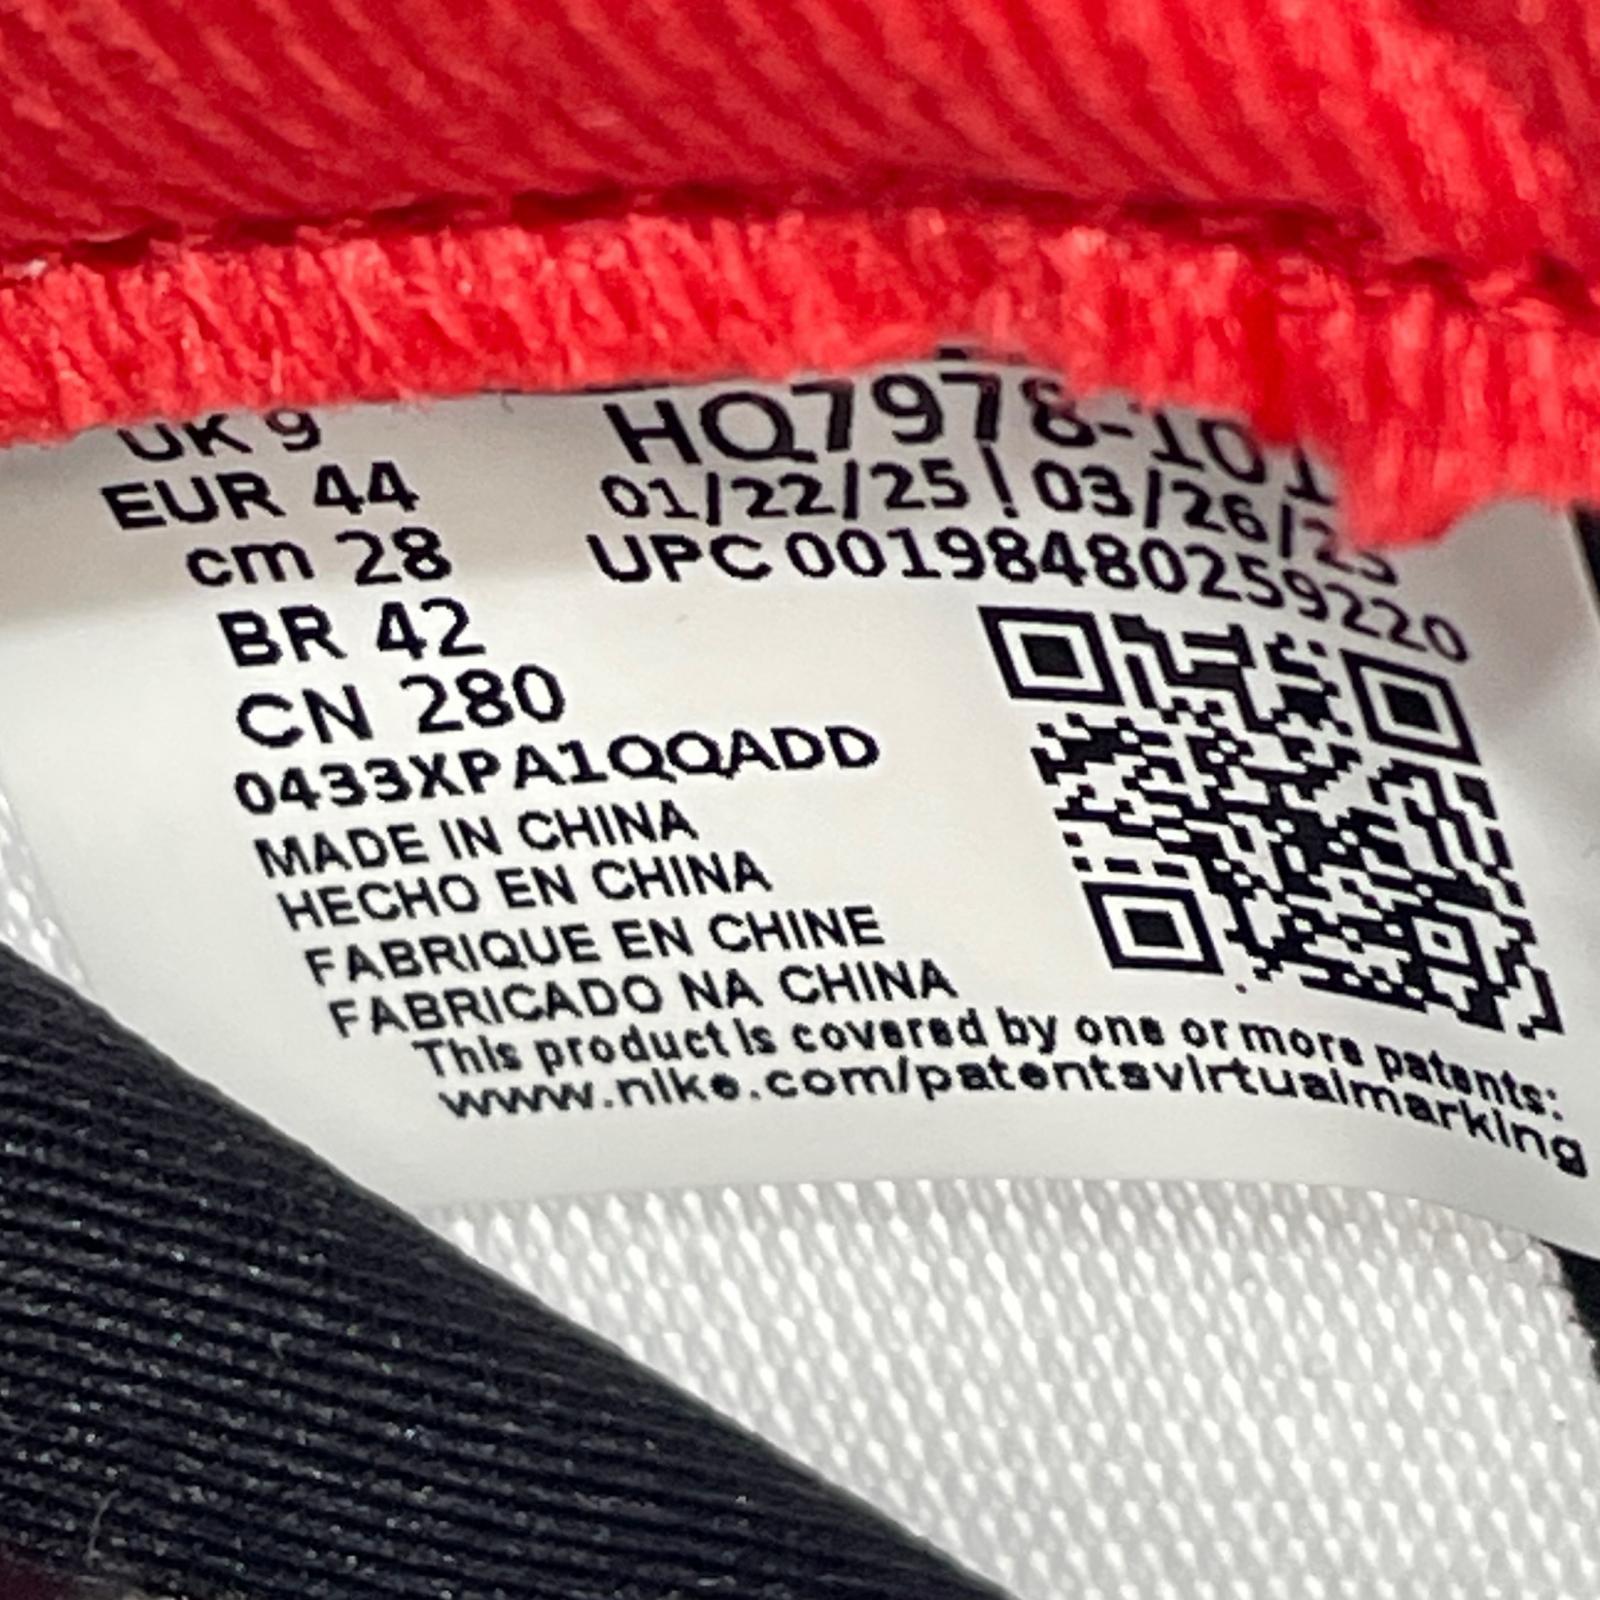 UK 9
EUR 44
cm 28
BR 42
CN 280
HQ7978-101
01/22/25 | 03/26/25
UPC 00198480259220
0433XPA1QQADD
MADE IN CHINA
HECHO EN CHINA
FABRIQUE EN CHINE
FABRICADO NA CHINA
This product is covered by one or more patents:
www.nike.com/patentsvirtualmarking